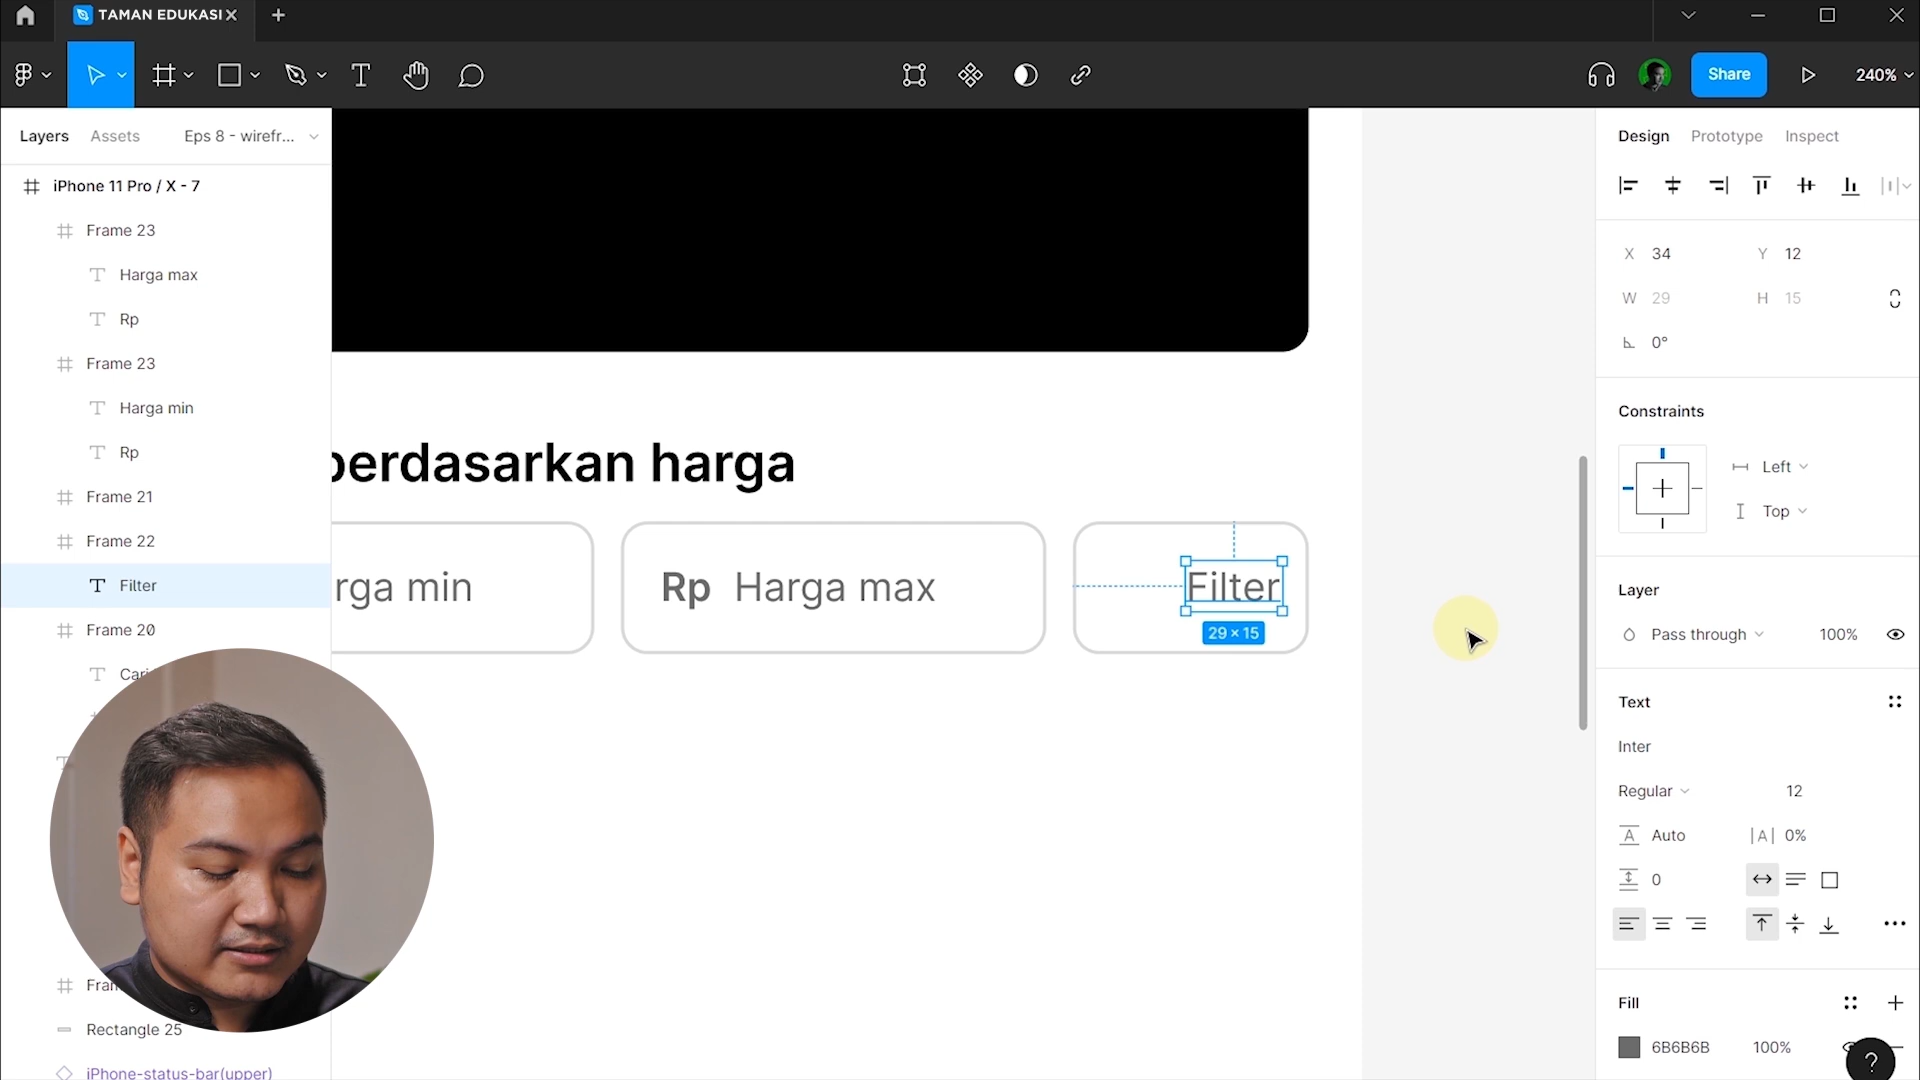 TAMAN EDUKASI
Share
240%
Layers
Assets
Eps 8 - wirefr...
Design
Prototype
Inspect
iPhone 11 Pro / X - 7
Frame 23
Harga max
Rp
Frame 23
Harga min
Rp
Frame 21
Frame 22
Filter
Frame 20
Rectangle 25
iPhone-status-bar(upper)
berdasarkan harga
rga min
Rp Harga max
Filter
29 × 15
X 34
Y 12
W 29
H 15
0°
Constraints
Left
Top
Layer
Pass through
100%
Text
Inter
Regular
12
Auto
|A| 0%
0
Fill
6B6B6B
100%
?